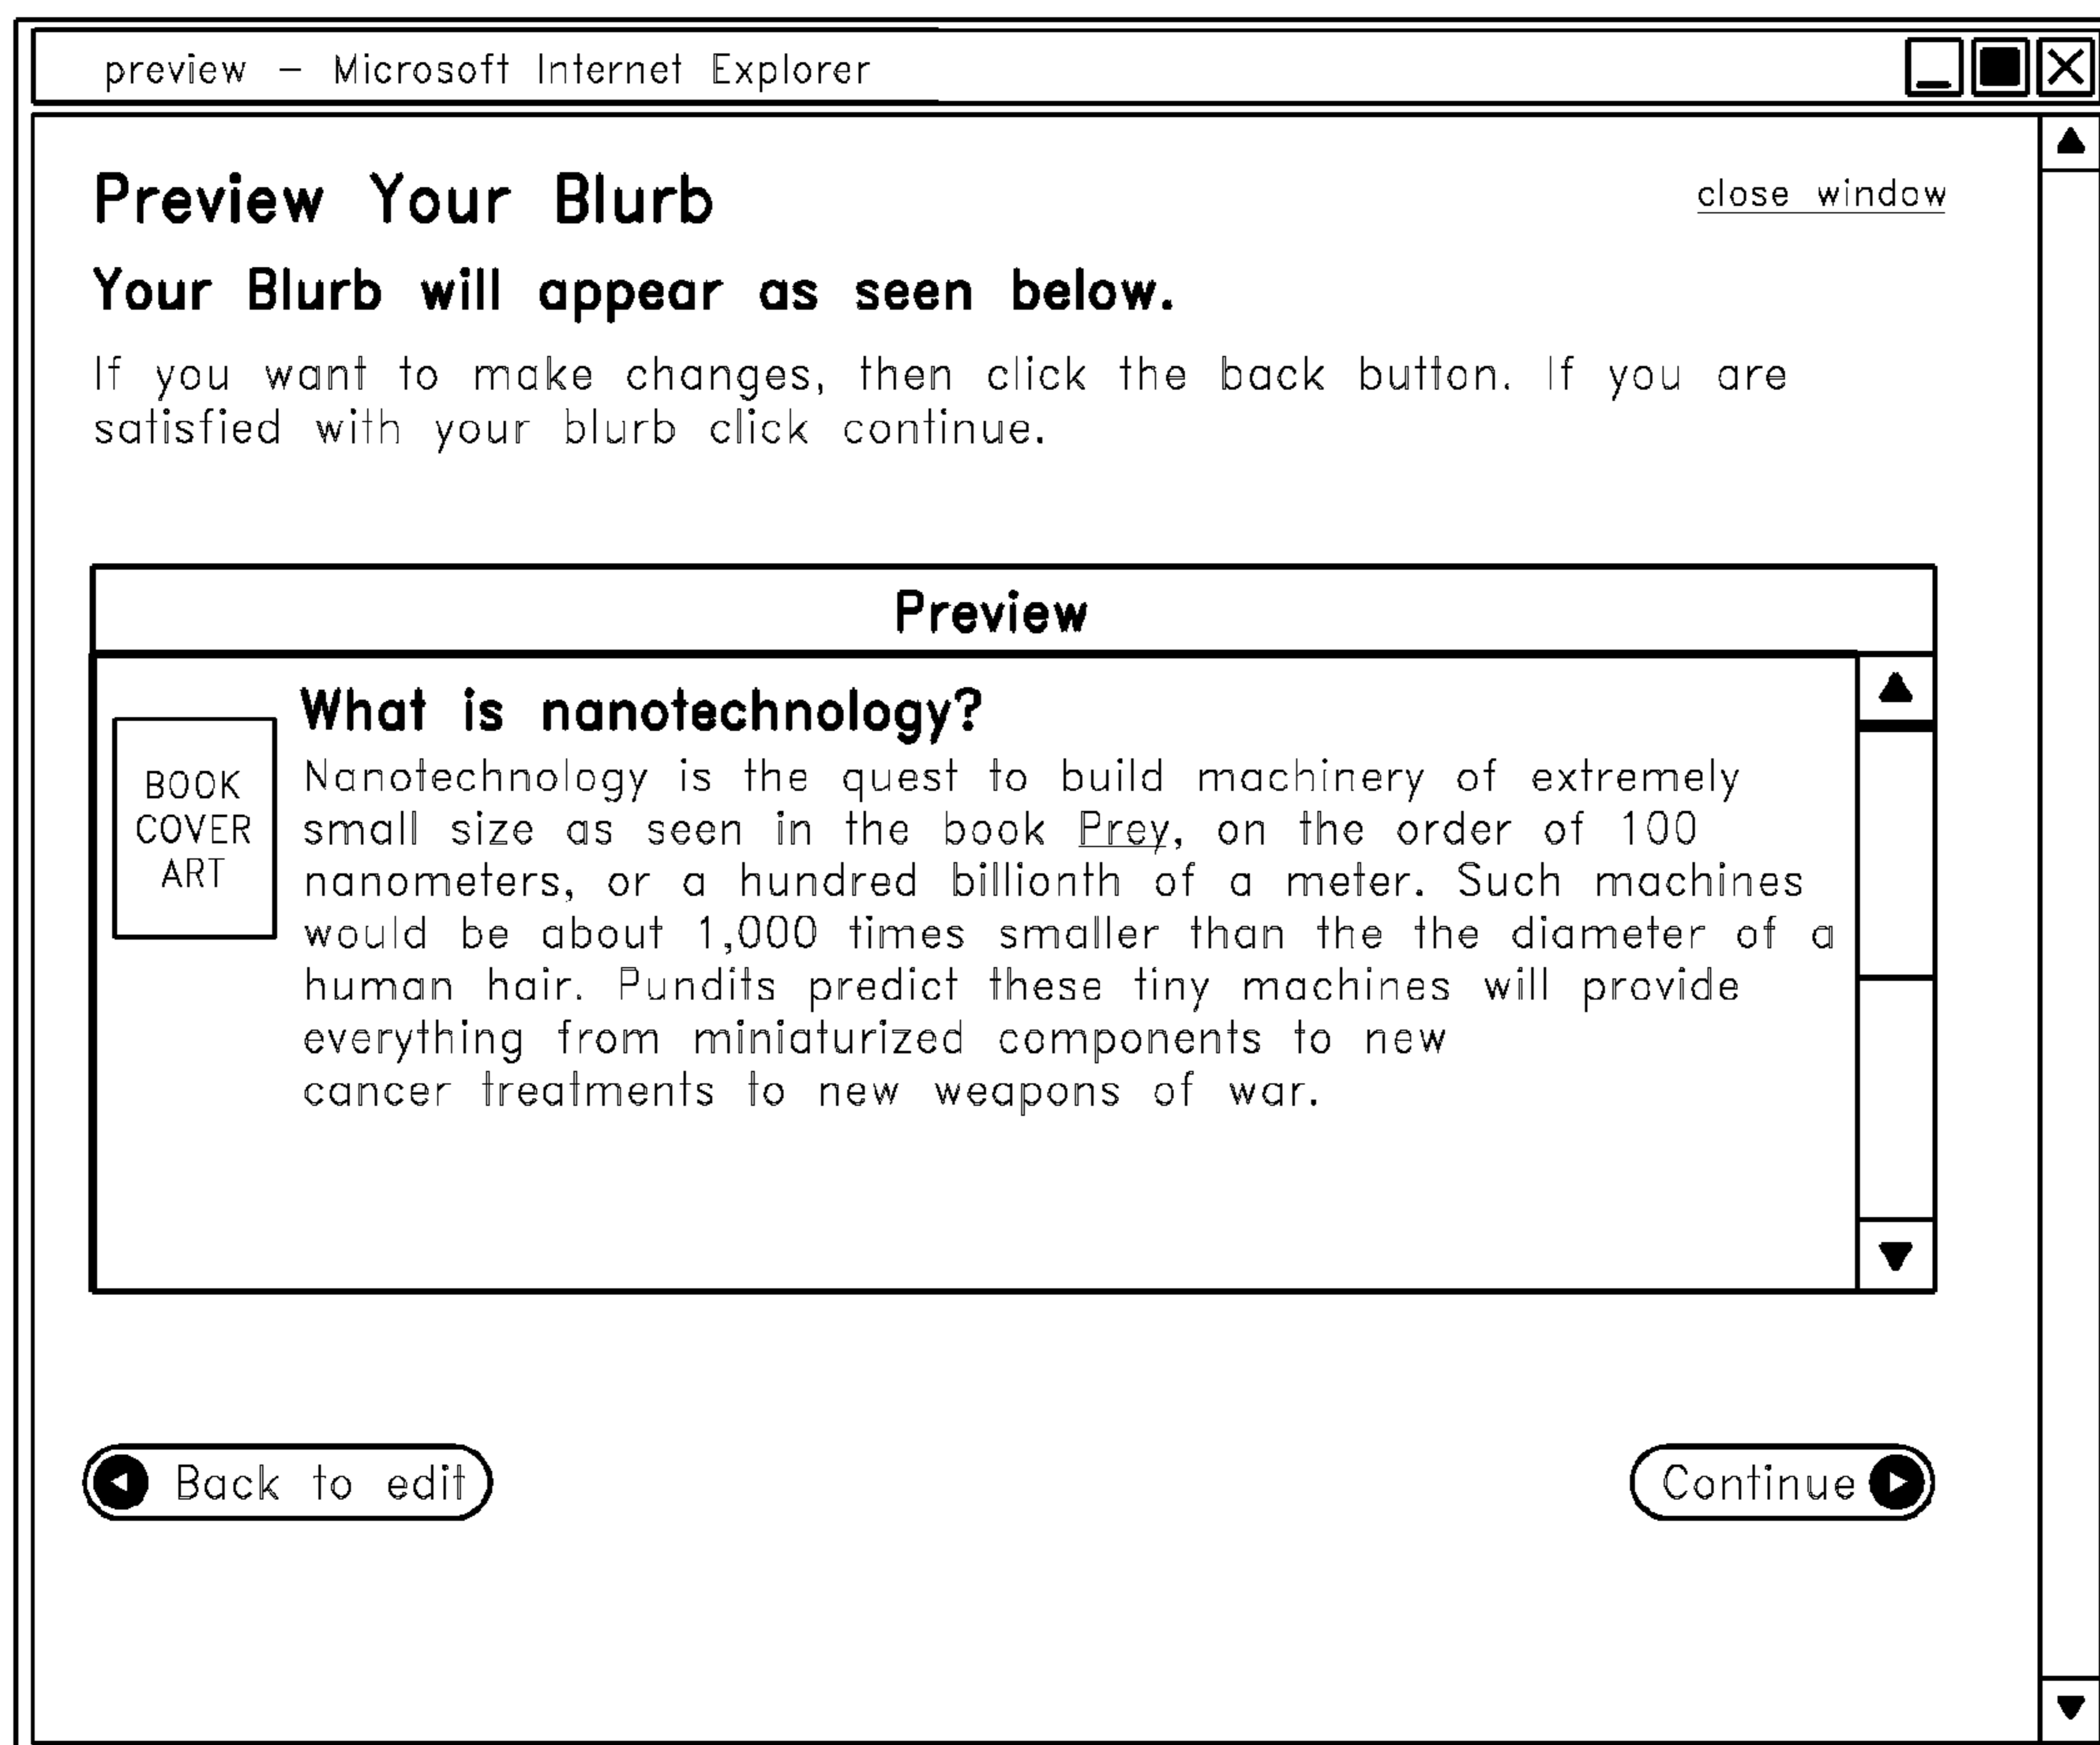 preview – Microsoft Internet Explorer
Preview Your Blurb
close window
Your Blurb will appear as seen below.
If you want to make changes, then click the back button. If you are
satisfied with your blurb click continue.
Preview
What is nanotechnology?
BOOK
COVER
ART
Nanotechnology is the quest to build machinery of extremely
small size as seen in the book Prey, on the order of 100
nanometers, or a hundred billionth of a meter. Such machines
would be about 1,000 times smaller than the the diameter of a
human hair. Pundits predict these tiny machines will provide
everything from miniaturized components to new
cancer treatments to new weapons of war.
Back to edit
Continue